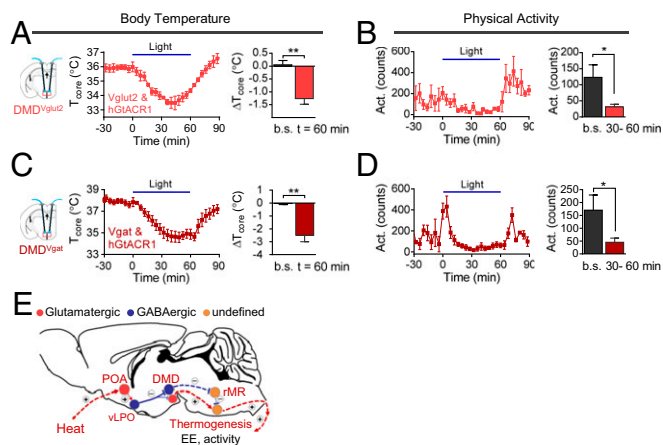 Body Temperature
Physical Activity
A
DMD^Vglut2
T core (°C)
36
35
34
33
Light
Vglut2 &
hGtACR1
-30 0 30 60 90
Time (min)
ΔT core (°C)
0.5
0.0
-0.5
-1.0
-1.5
**
b.s. t = 60 min
B
Act. (counts)
600
400
200
0
Light
-30 0 30 60 90
Time (min)
Act. (counts)
200
150
100
50
0
*
b.s. 30- 60 min
C
DMD^Vgat
T core (°C)
39
37
35
33
Light
Vgat &
hGtACR1
-30 0 30 60 90
Time (min)
ΔT core (°C)
0
-1
-2
-3
-4
**
b.s. t = 60 min
D
Act. (counts)
600
400
200
0
Light
-30 0 30 60 90
Time (min)
Act. (counts)
250
200
150
100
50
0
*
b.s. 30- 60 min
E
Glutamatergic GABAergic undefined
POA DMD
rMR
vLPO
Heat
Thermogenesis
EE, activity